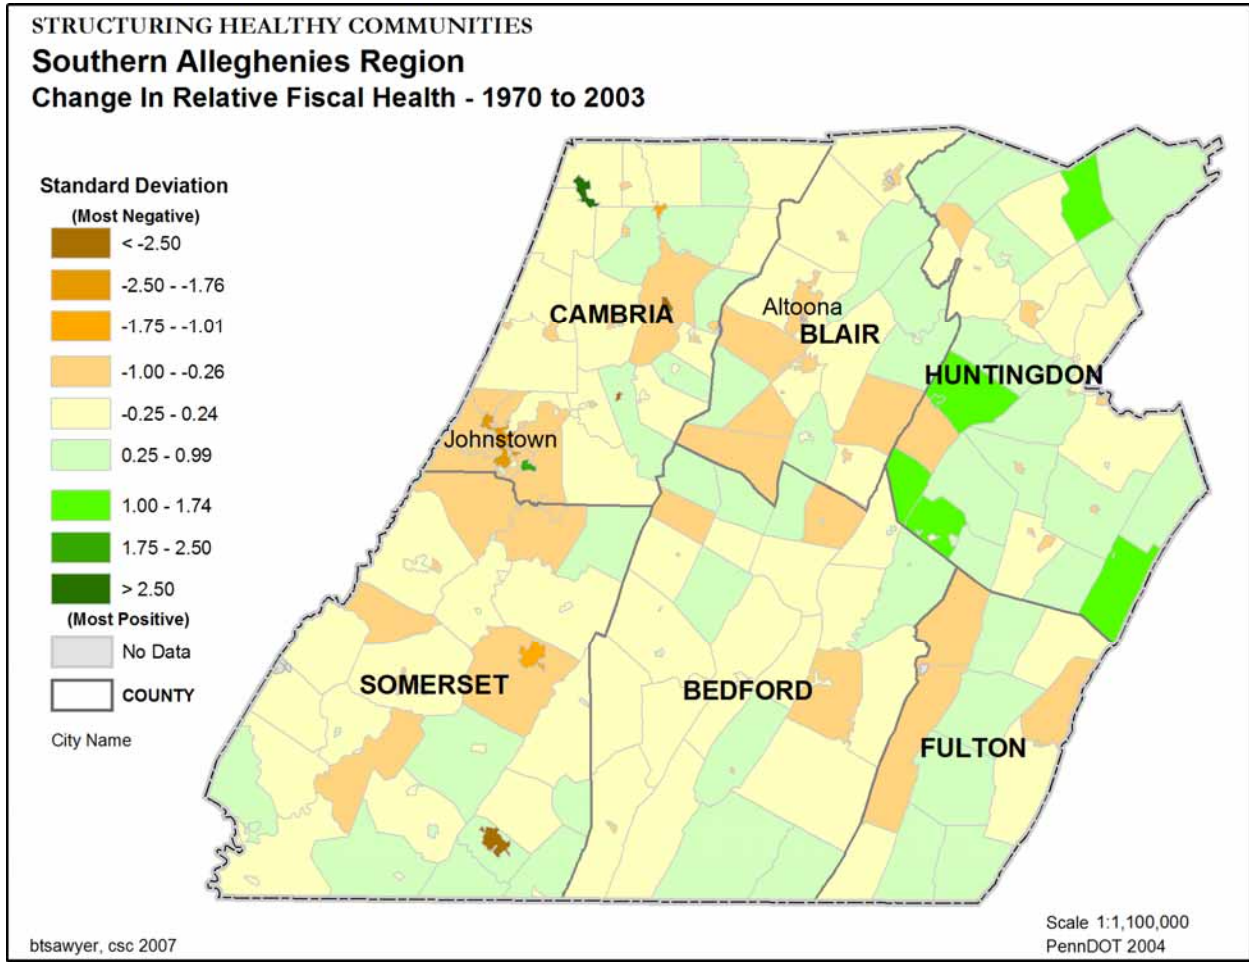 STRUCTURING HEALTHY COMMUNITIES
Southern Alleghenies Region
Change In Relative Fiscal Health - 1970 to 2003
Standard Deviation
(Most Negative)
< -2.50
-2.50 - -1.76
-1.75 - -1.01
-1.00 - -0.26
-0.25 - 0.24
0.25 - 0.99
1.00 - 1.74
1.75 - 2.50
> 2.50
(Most Positive)
No Data
COUNTY
City Name
CAMBRIA
Altoona
BLAIR
HUNTINGDON
Johnstown
SOMERSET
BEDFORD
FULTON
btsawyer, csc 2007
Scale 1:1,100,000
PennDOT 2004